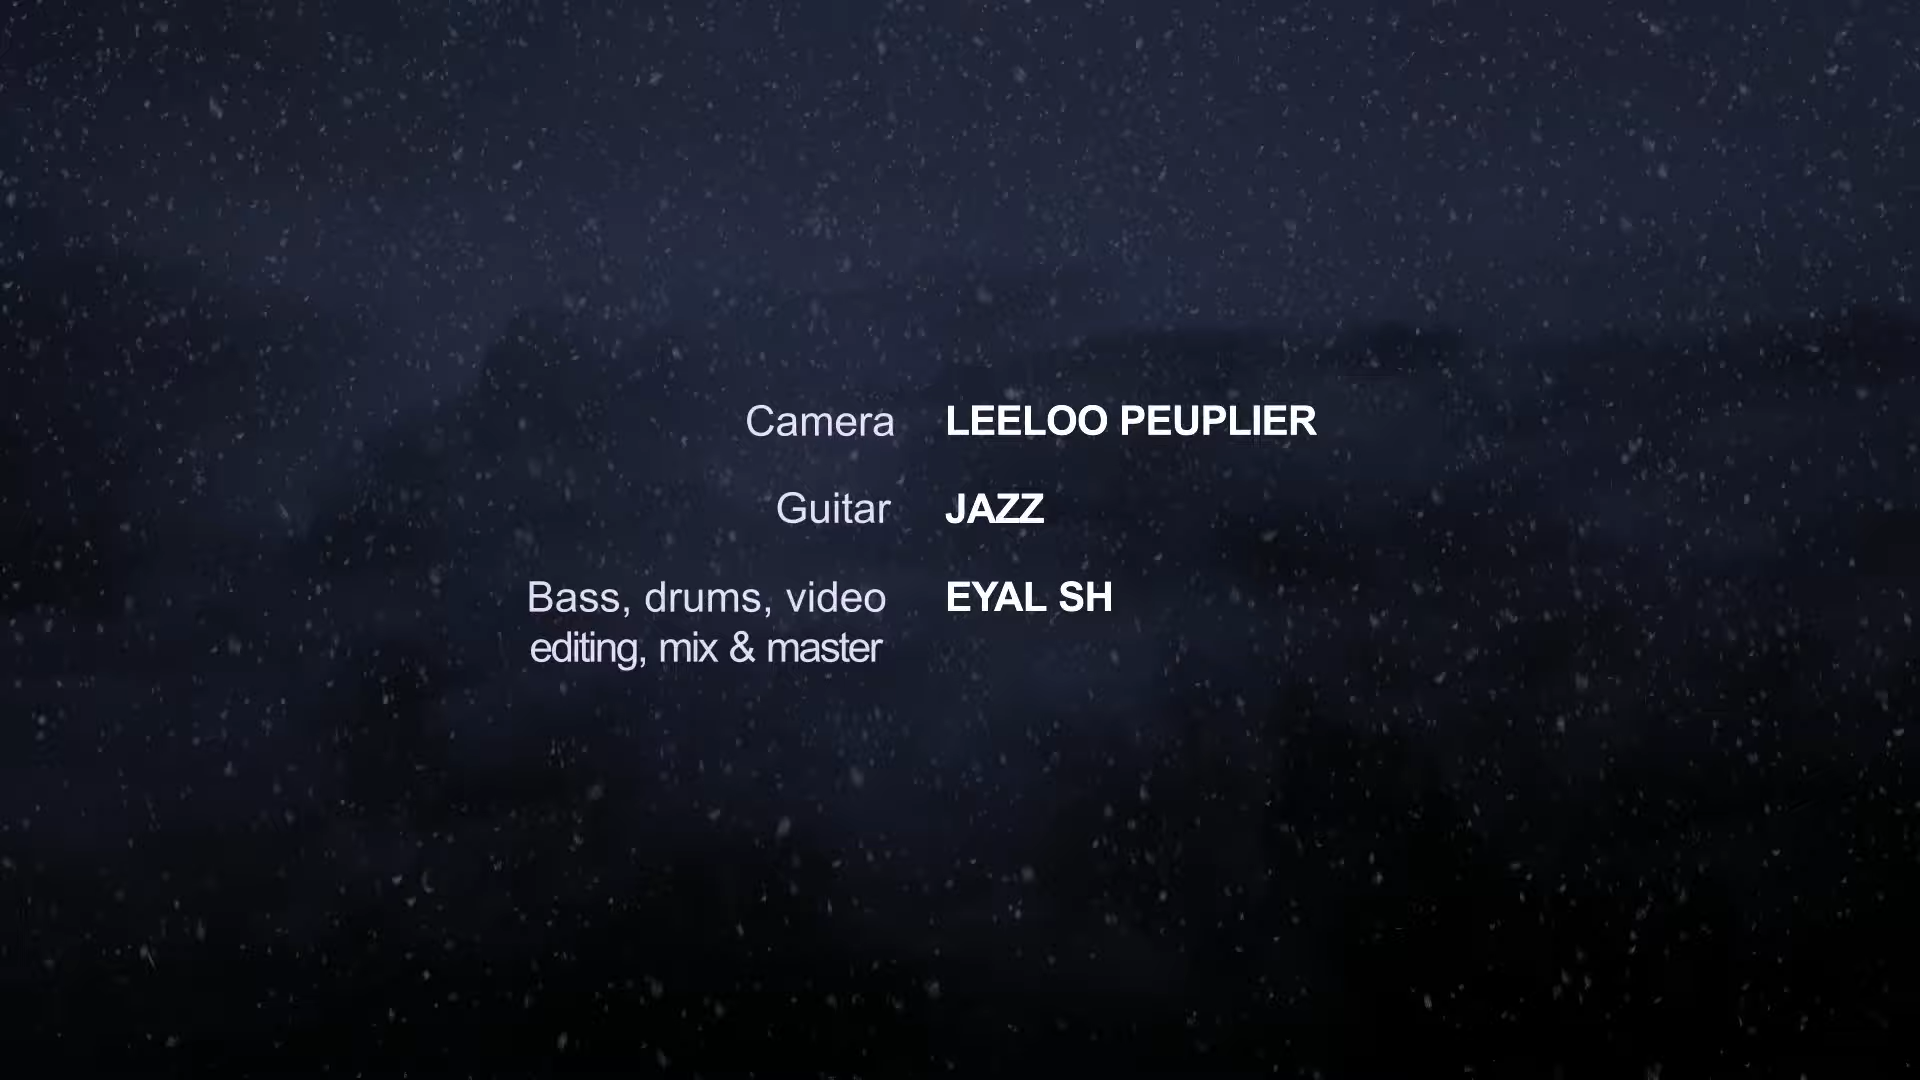 Camera LEELOO PEUPLIER
Guitar JAZZ
Bass, drums, video EYAL SH
editing, mix & master